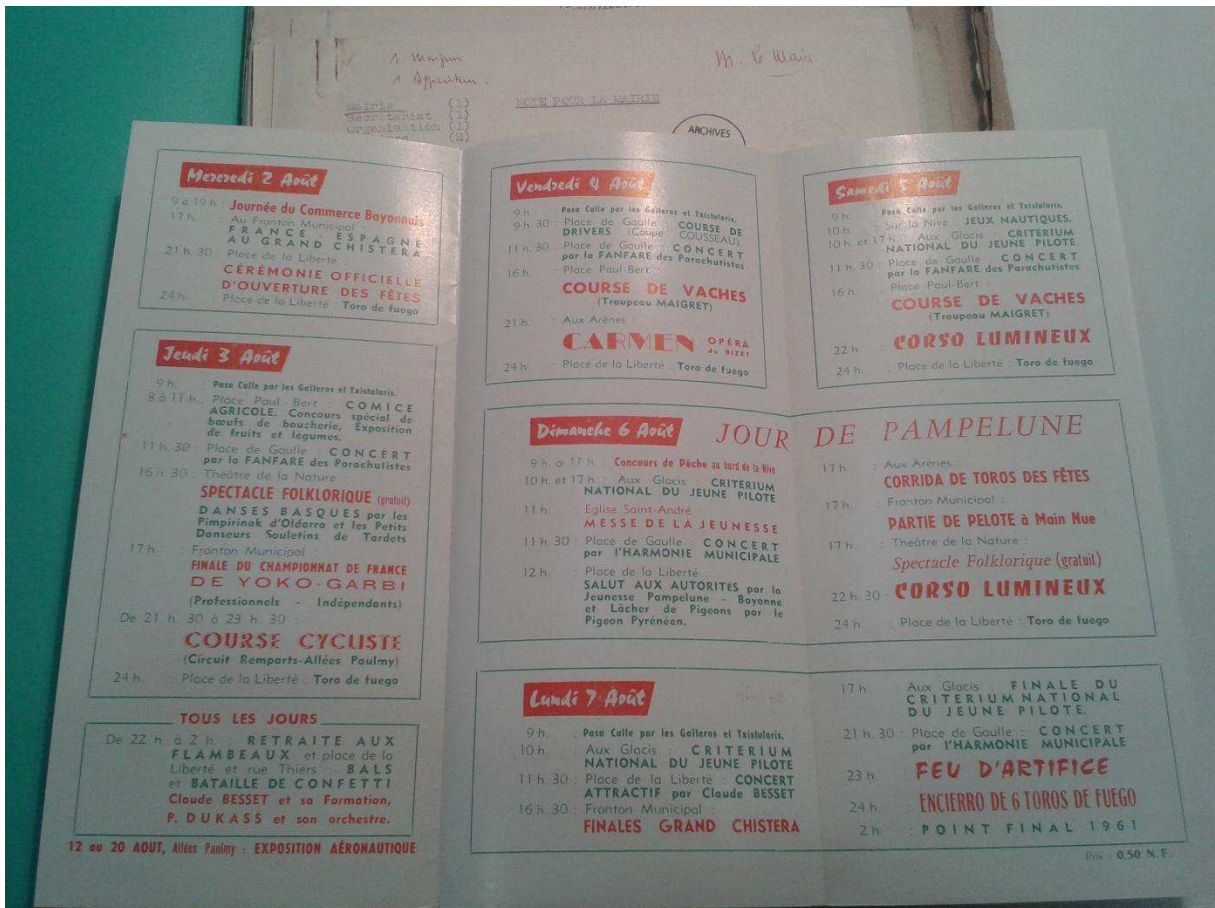 M. le Maire
Mairie (1)
Secrétariat (1)
Organisation (1)
(2)
NOTE POUR LA MAIRIE
ARCHIVES
Mercredi 2 Août
9 à 19 h. : Journée du Commerce Bayonnais
17 h. Au Fronton Municipal :
FRANCE - ESPAGNE
AU GRAND CHISTERA
21 h. 30 Place de la Liberté :
CÉRÉMONIE OFFICIELLE
D'OUVERTURE DES FÊTES
24 h. : Place de la Liberté : Toro de fuego
Jeudi 3 Août
9 h. Pasa Calle par les Gaiteros et Txistularis.
8 à 11 h. : Place Paul-Bert : COMICE
AGRICOLE. Concours spécial de
bœufs de boucherie, Exposition
de fruits et légumes.
11 h. 30 : Place de Gaulle : CONCERT
par la FANFARE des Parachutistes
16 h. 30 : Théâtre de la Nature :
SPECTACLE FOLKLORIQUE (gratuit)
DANSES BASQUES par les
Pimpirinak d'Oldarra et les Petits
Danseurs Souletins de Tardets
17 h. : Fronton Municipal
FINALE DU CHAMPIONNAT DE FRANCE
DE YOKO-GARBI
(Professionnels - Indépendants)
De 21 h. 30 à 23 h. 30 :
COURSE CYCLISTE
(Circuit Remparts-Allées Paulmy)
24 h. : Place de la Liberté : Toro de fuego
TOUS LES JOURS
De 22 h. à 2 h. : RETRAITE AUX
FLAMBEAUX et place de la
Liberté et rue Thiers : BALS
et BATAILLE DE CONFETTI
Claude BESSET et sa Formation,
P. DUKASS et son orchestre.
12 au 20 AOUT, Allées Paulmy : EXPOSITION AÉRONAUTIQUE
Vendredi 4 Août
9 h. : Pasa Calle par les Gaiteros et Txistularis.
9 h. 30 : Place de Gaulle : COURSE DE
DRIVERS (Coupe COUSSEAU).
11 h. 30 : Place de Gaulle : CONCERT
par la FANFARE des Parachutistes
16 h. : Place Paul-Bert :
COURSE DE VACHES
(Troupeau MAIGRET)
21 h. : Aux Arènes :
CARMEN OPÉRA
de BIZET
24 h. : Place de la Liberté : Toro de fuego
Samedi 5 Août
9 h. : Pasa Calle par les Gaiteros et Txistularis.
10 h. : Sur la Nive : JEUX NAUTIQUES.
10 h. et 17 h. : Aux Glacis : CRITERIUM
NATIONAL DU JEUNE PILOTE
11 h. 30 : Place de Gaulle : CONCERT
par la FANFARE des Parachutistes
16 h. : Place Paul-Bert :
COURSE DE VACHES
(Troupeau MAIGRET)
22 h. : CORSO LUMINEUX
24 h. : Place de la Liberté : Toro de fuego
Dimanche 6 Août JOUR DE PAMPELUNE
9 h. à 17 h. : Concours de Pêche au bord de la Nive
10 h. et 17 h. : Aux Glacis : CRITERIUM
NATIONAL DU JEUNE PILOTE
11 h. : Eglise Saint-André :
MESSE DE LA JEUNESSE
11 h. 30 : Place de Gaulle : CONCERT
par l'HARMONIE MUNICIPALE
12 h. : Place de la Liberté :
SALUT AUX AUTORITES par la
Jeunesse Pampelune - Bayonne
et Lâcher de Pigeons par le
Pigeon Pyrénéen.
17 h. : Aux Arènes :
CORRIDA DE TOROS DES FÊTES
17 h. : Fronton Municipal :
PARTIE DE PELOTE à Main Nue
17 h. : Théâtre de la Nature :
Spectacle Folklorique (gratuit)
22 h. 30 : CORSO LUMINEUX
24 h. : Place de la Liberté : Toro de fuego
Lundi 7 Août
9 h. : Pasa Calle par les Gaiteros et Txistularis.
10 h. : Aux Glacis : CRITERIUM
NATIONAL DU JEUNE PILOTE
11 h. 30 : Place de la Liberté : CONCERT
ATTRACTIF par Claude BESSET
16 h. 30 : Fronton Municipal :
FINALES GRAND CHISTERA
17 h. Aux Glacis : FINALE DU
CRITERIUM NATIONAL
DU JEUNE PILOTE.
21 h. 30 : Place de Gaulle : CONCERT
par l'HARMONIE MUNICIPALE
23 h. : FEU D'ARTIFICE
24 h. : ENCIERRO DE 6 TOROS DE FUEGO
2 h. : POINT FINAL 1961
Prix : 0,50 N.F.